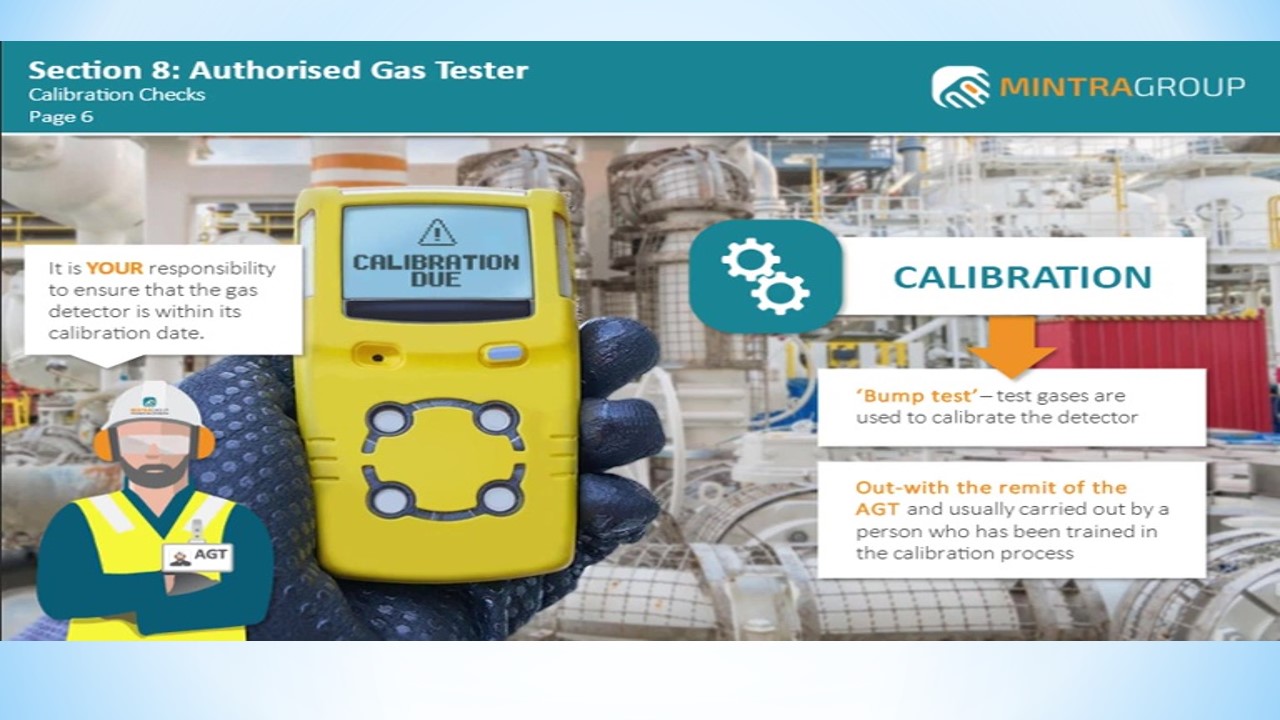 Section 8: Authorised Gas Tester
Calibration Checks
Page 6
MINTRAGROUP
It is YOUR responsibility
to ensure that the gas
detector is within its
calibration date.
CALIBRATION
DUE
AGT
CALIBRATION
‘Bump test’– test gases are
used to calibrate the detector
Out-with the remit of the
AGT and usually carried out by a
person who has been trained in
the calibration process